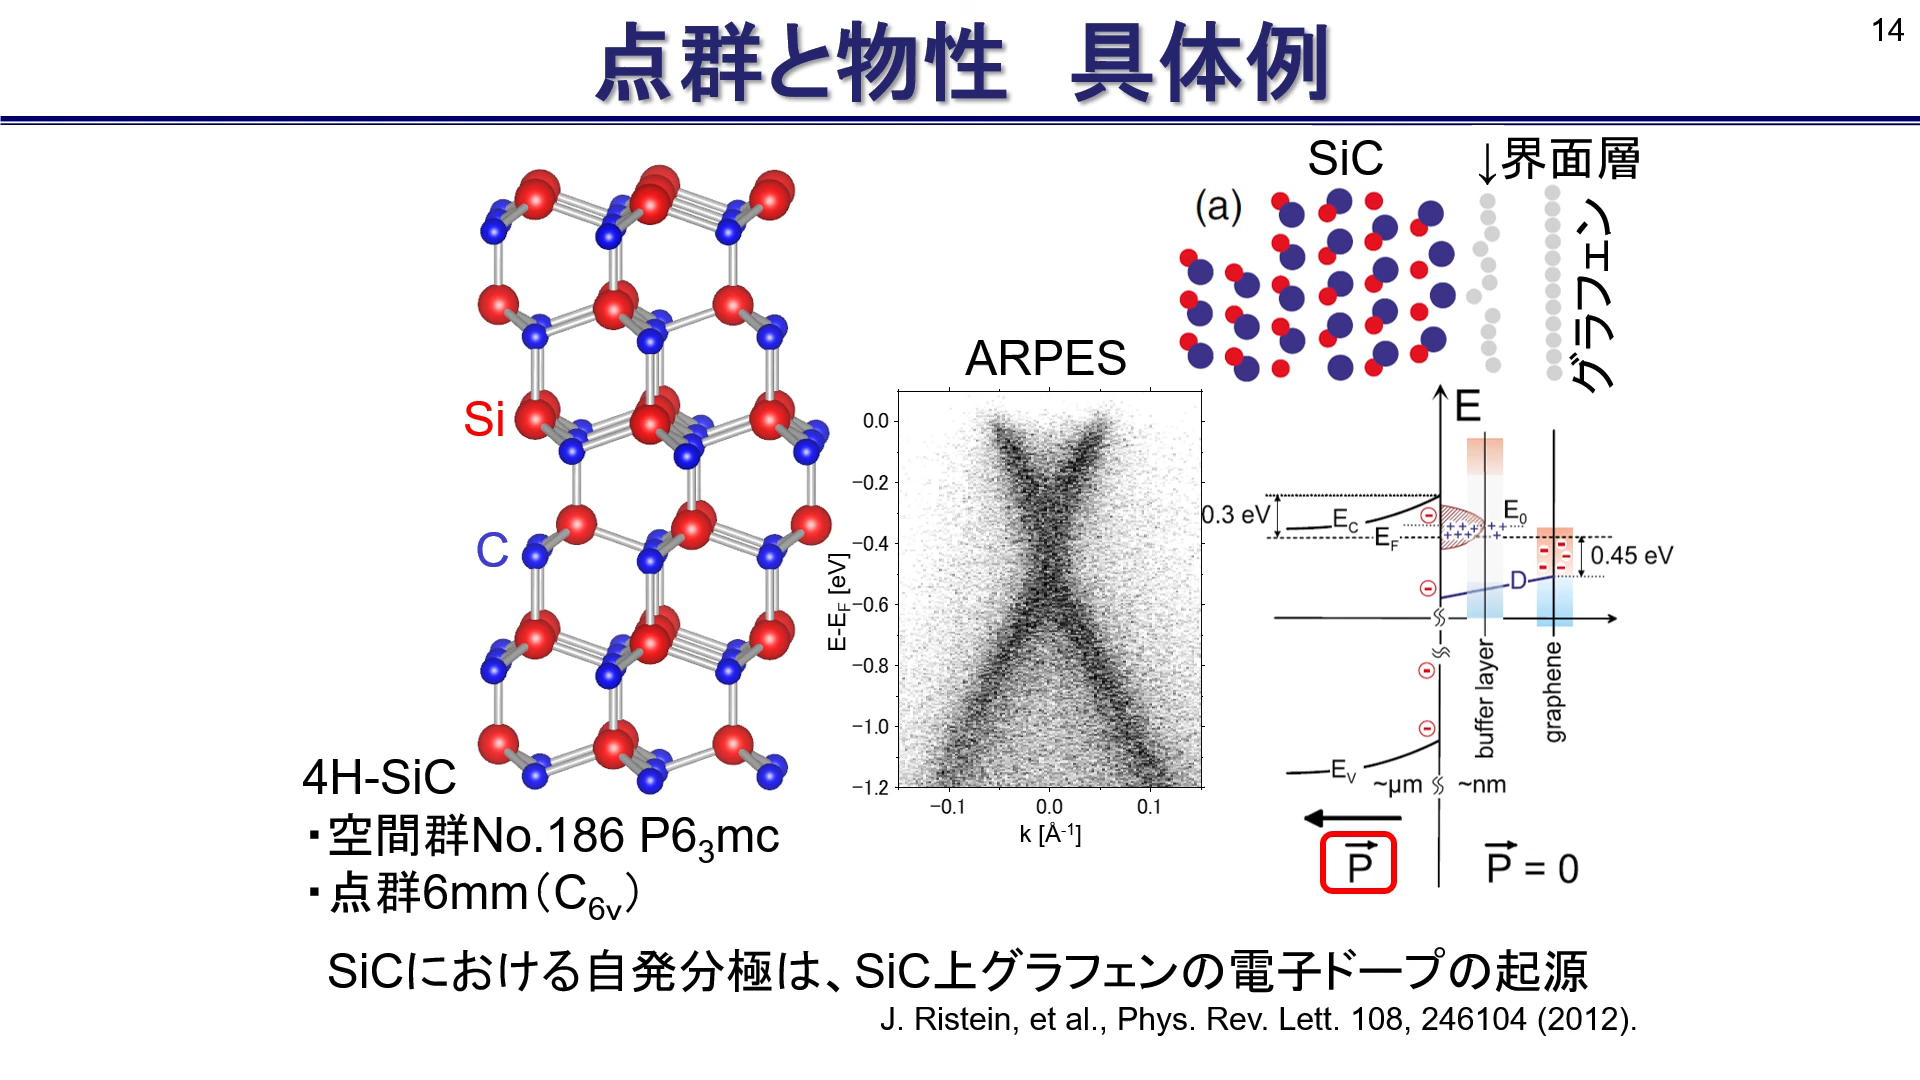 14
点群と物性 具体例
SiC
↓界面層
(a)
グラフェン
ARPES
Si
C
E-E_F [eV]
0.0
−0.2
−0.4
−0.6
−0.8
−1.0
−1.2
−0.1
0.0
0.1
k [Å⁻¹]
E
0.3 eV
E_C
E_F
E_0
D
0.45 eV
E_V
~μm
~nm
buffer layer
graphene
P
P = 0
4H-SiC
・空間群No.186 P6₃mc
・点群6mm（C₆ᵥ）
SiCにおける自発分極は、SiC上グラフェンの電子ドープの起源
J. Ristein, et al., Phys. Rev. Lett. 108, 246104 (2012).